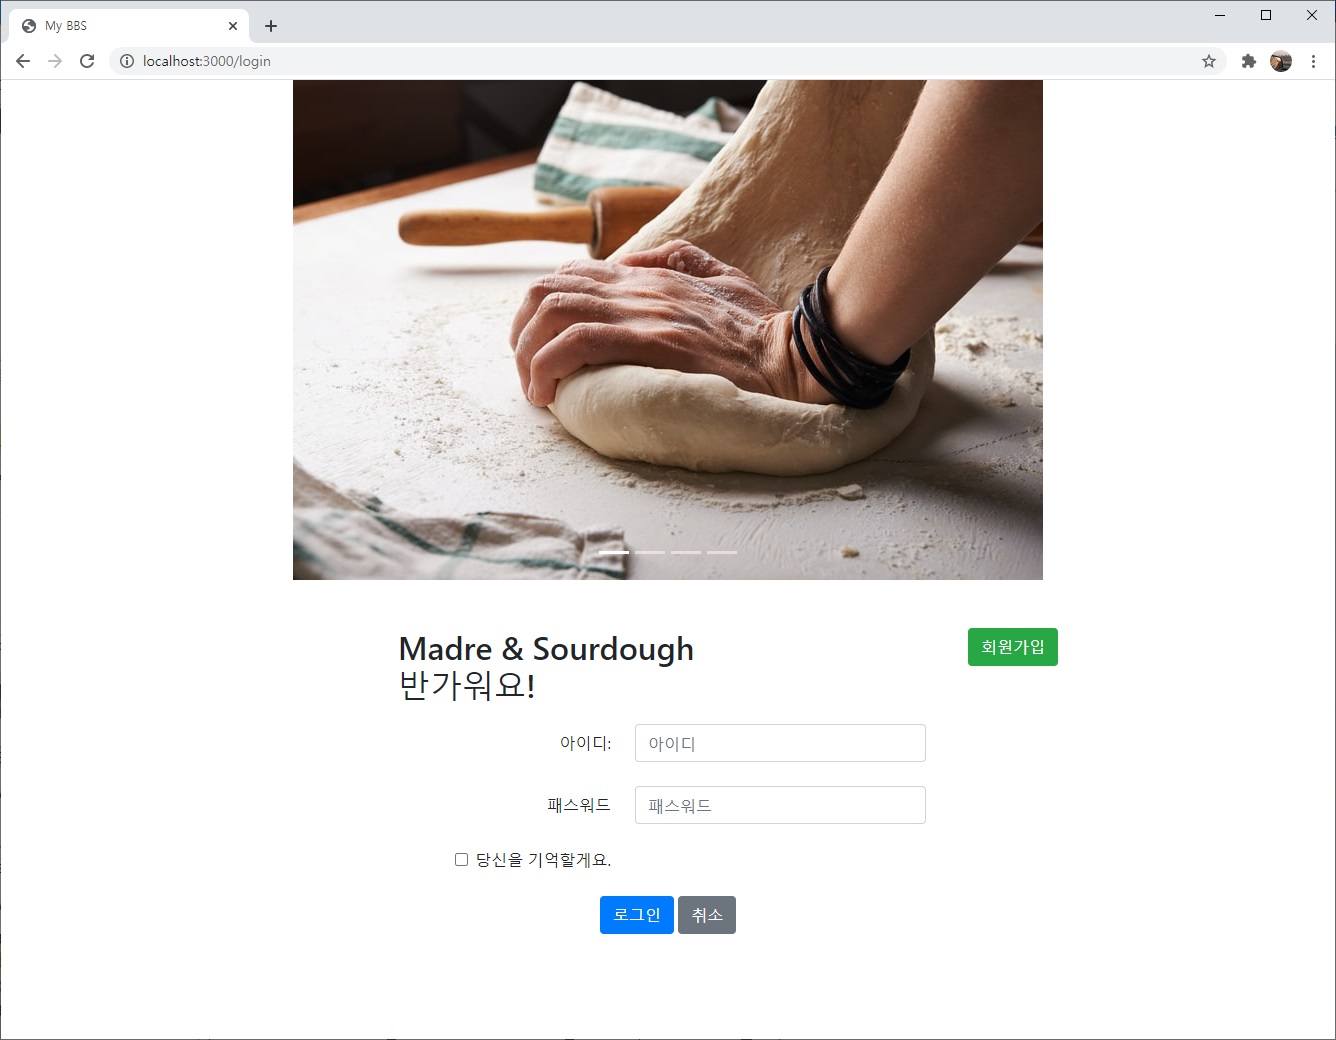 My BBS
localhost:3000/login
Madre & Sourdough
회원가입
반가워요!
아이디:
아이디
패스워드
패스워드
당신을 기억할게요.
로그인 취소